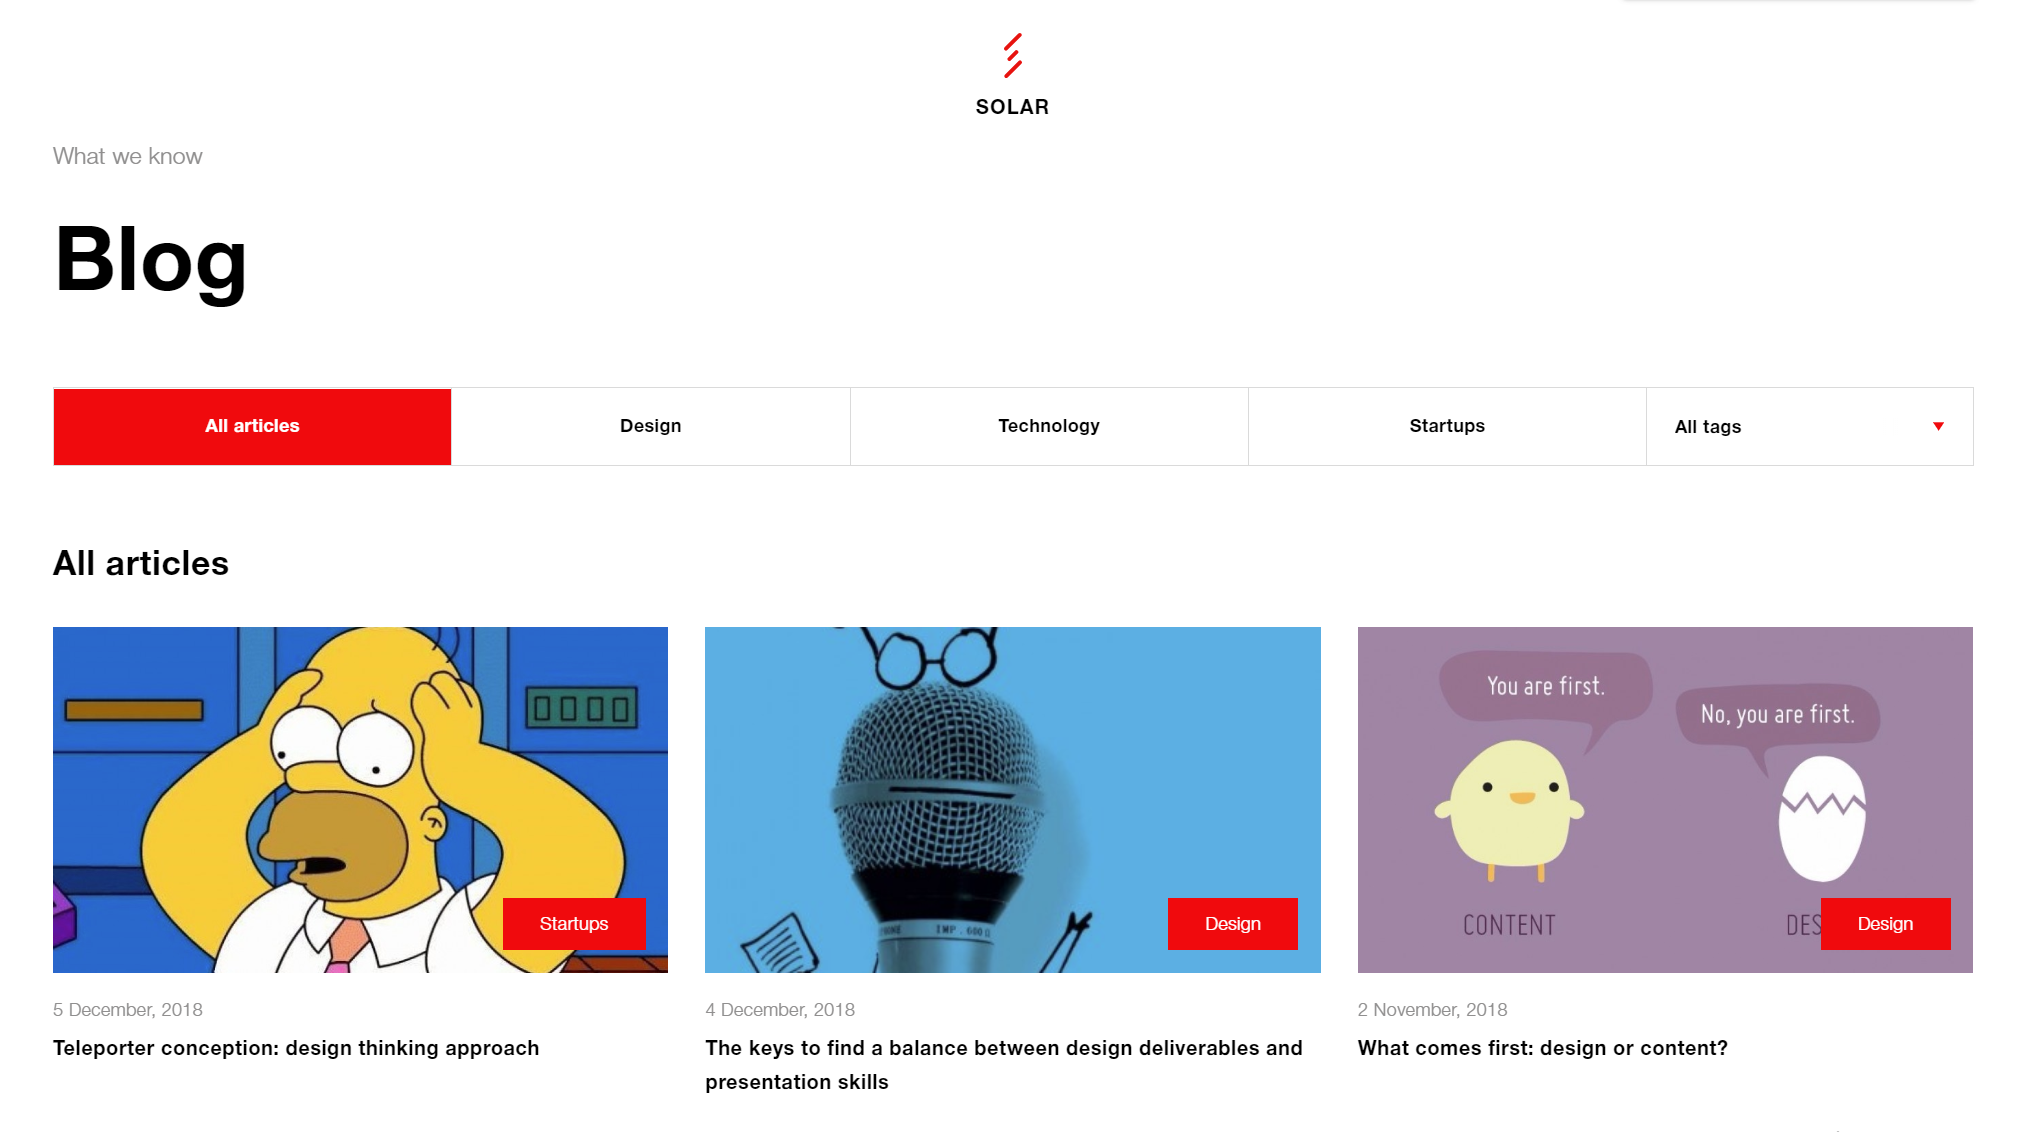 SOLAR
What we know
Blog
All articles
Design
Technology
Startups
All tags
All articles
Startups
IMP. 600 Ω
Design
You are first.
No, you are first.
CONTENT
DES
Design
5 December, 2018
Teleporter conception: design thinking approach
4 December, 2018
The keys to find a balance between design deliverables and
presentation skills
2 November, 2018
What comes first: design or content?